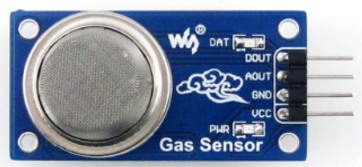 DAT
DOUT
AOUT
GND
VCC
PWR
Gas Sensor